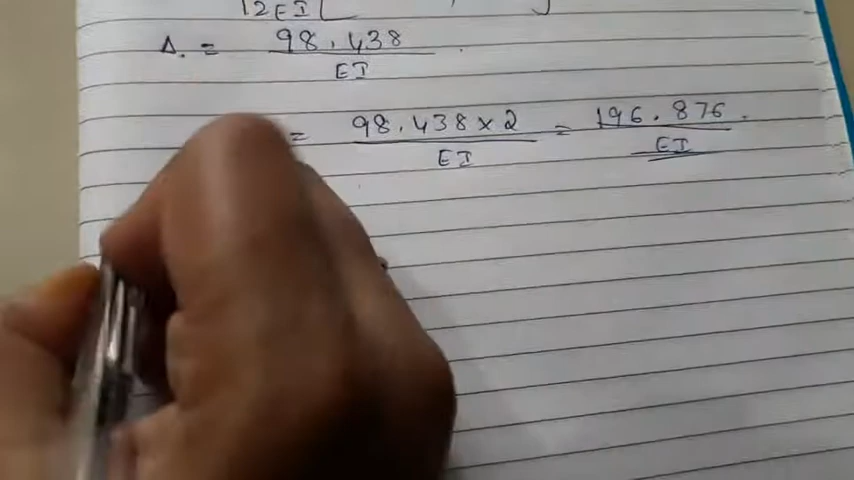 12EI
Δ. = 98.438 / EI
= 98.438 x 2 / EI = 196.876 / EI .